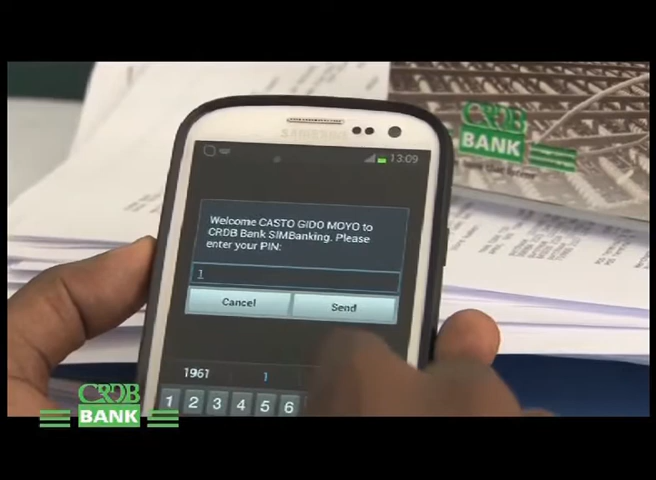 CRDB
BANK
SAMSUNG
13:09
Welcome CASTO GIDO MOYO to
CRDB Bank SIMBanking. Please
enter your PIN:
1
Cancel
Send
1961
1
1 2 3 4 5 6
CRDB
BANK